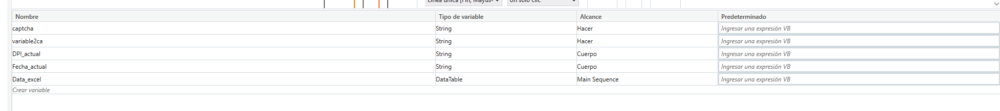 Línea única [Fin, Mayús+ Un solo clic
Nombre Tipo de variable Alcance Predeterminado
captcha String Hacer Ingresar una expresión VB
variable2ca String Hacer Ingresar una expresión VB
DPI_actual String Cuerpo Ingresar una expresión VB
Fecha_actual String Cuerpo Ingresar una expresión VB
Data_excel DataTable Main Sequence Ingresar una expresión VB
Crear variable